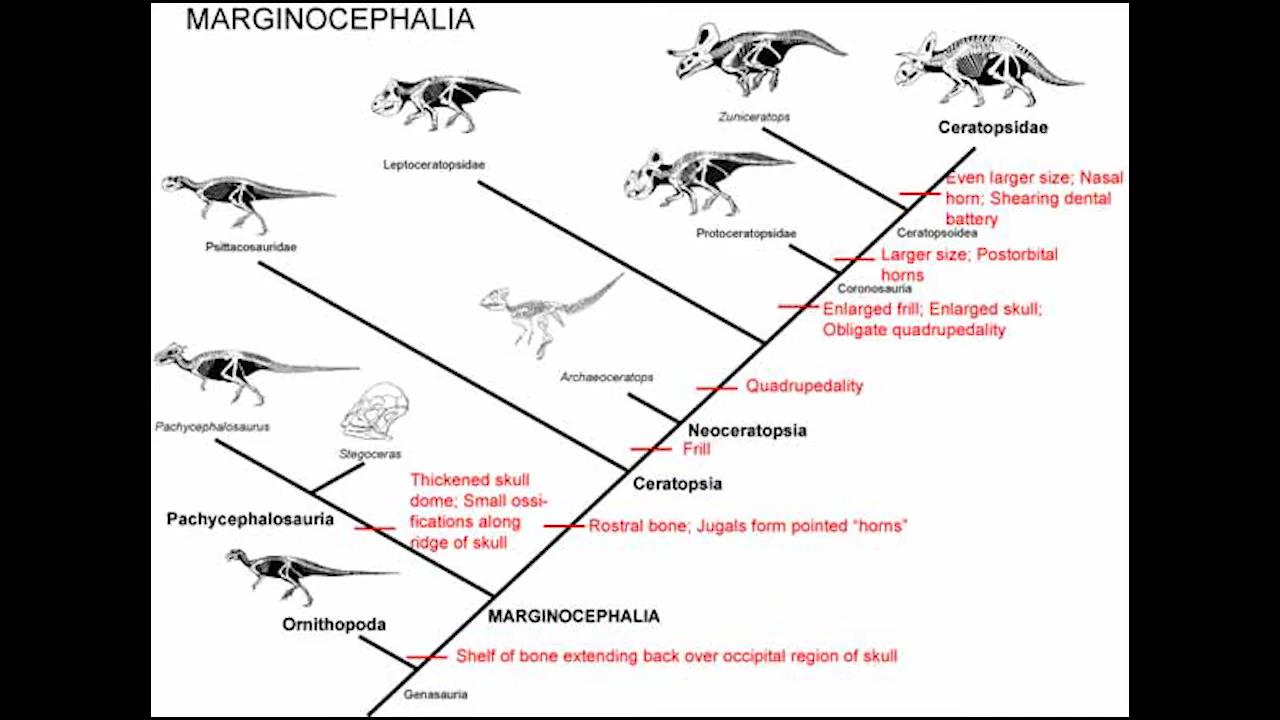 MARGINOCEPHALIA
Zuniceratops
Ceratopsidae
Leptoceratopsidae
Even larger size; Nasal
horn; Shearing dental
battery
Psittacosauridae
Protoceratopsidae
Ceratopsoidea
Larger size; Postorbital
horns
Coronosauria
Enlarged frill; Enlarged skull;
Obligate quadrupedality
Archaeoceratops
Quadrupedality
Pachycephalosaurus
Stegoceras
Neoceratopsia
Frill
Thickened skull
dome; Small ossi-
fications along
ridge of skull
Ceratopsia
Pachycephalosauria
Rostral bone; Jugals form pointed “horns”
Ornithopoda
MARGINOCEPHALIA
Shelf of bone extending back over occipital region of skull
Genasauria